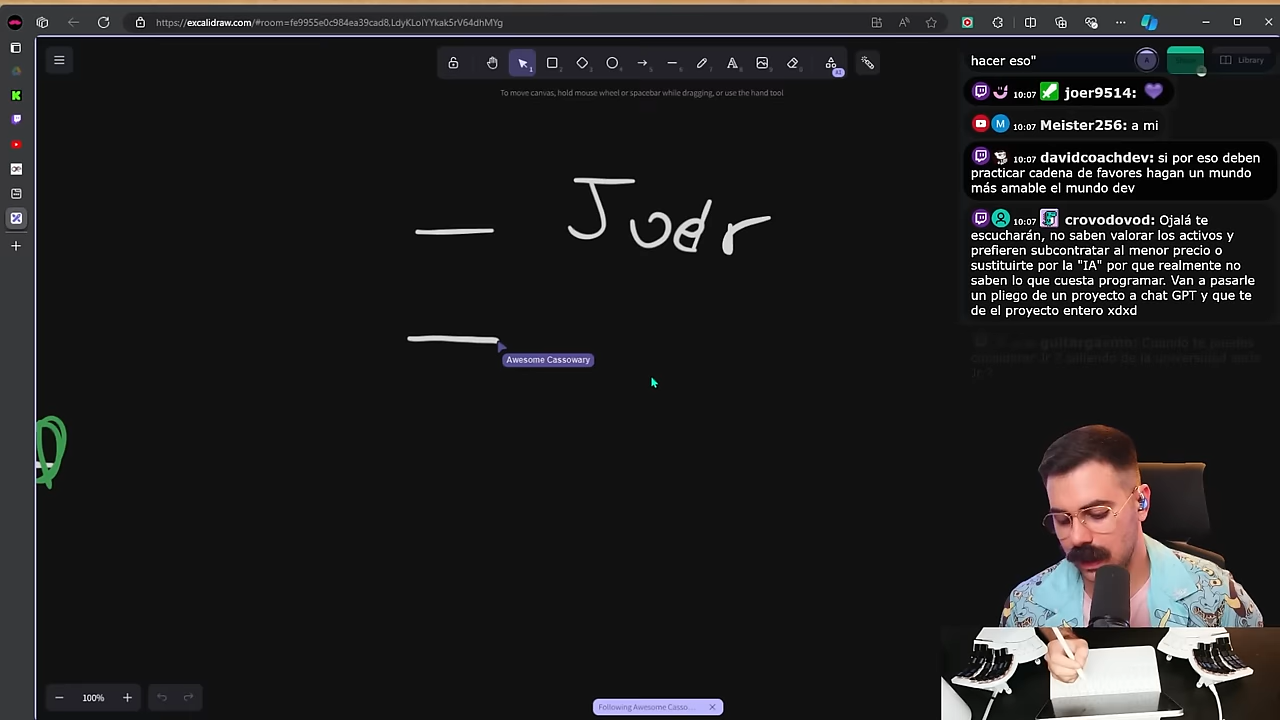 https://excalidraw.com/#room=fe9955e0c984ea39cad8.LdyKLoIYYkak5rV64dhMYg
To move canvas, hold mouse wheel or spacebar while dragging, or use the hand tool
Library
Joer
Awesome Cassowary
100%
Following Awesome Casso...
hacer eso"
10:07 joer9514:
10:07 Meister256: a mi
10:07 davidcoachdev: si por eso deben
practicar cadena de favores hagan un mundo
más amable el mundo dev
10:07 crovodovod: Ojalá te
escucharán, no saben valorar los activos y
prefieren subcontratar al menor precio o
sustituirte por la "IA" por que realmente no
saben lo que cuesta programar. Van a pasarle
un pliego de un proyecto a chat GPT y que te
de el proyecto entero xdxd